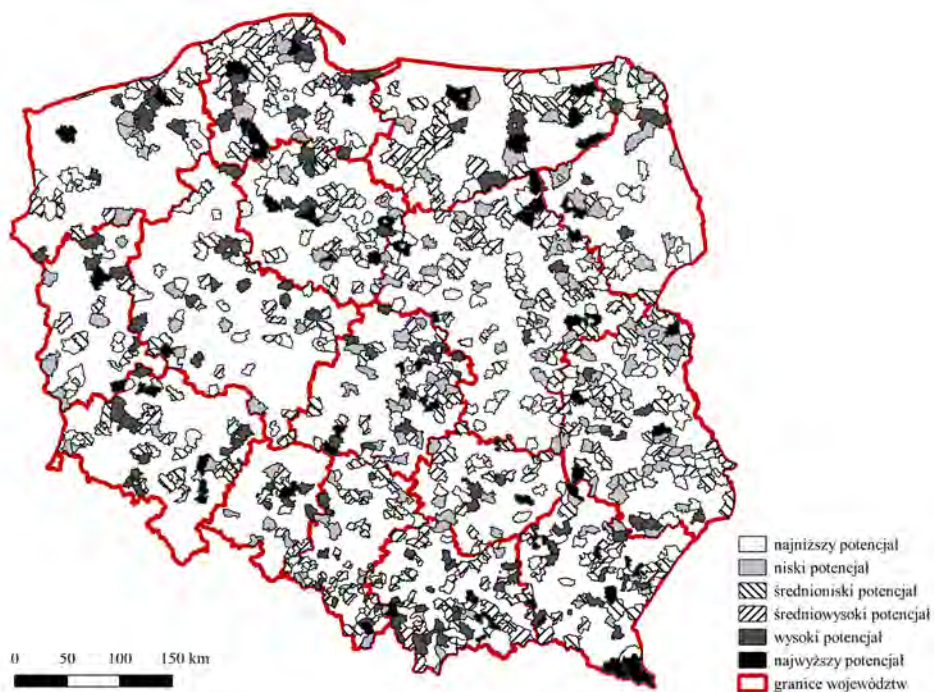 najniższy potencjał
niski potencjał
średnioniski potencjał
średniowysoki potencjał
wysoki potencjał
najwyższy potencjał
granice województw
0 50 100 150 km